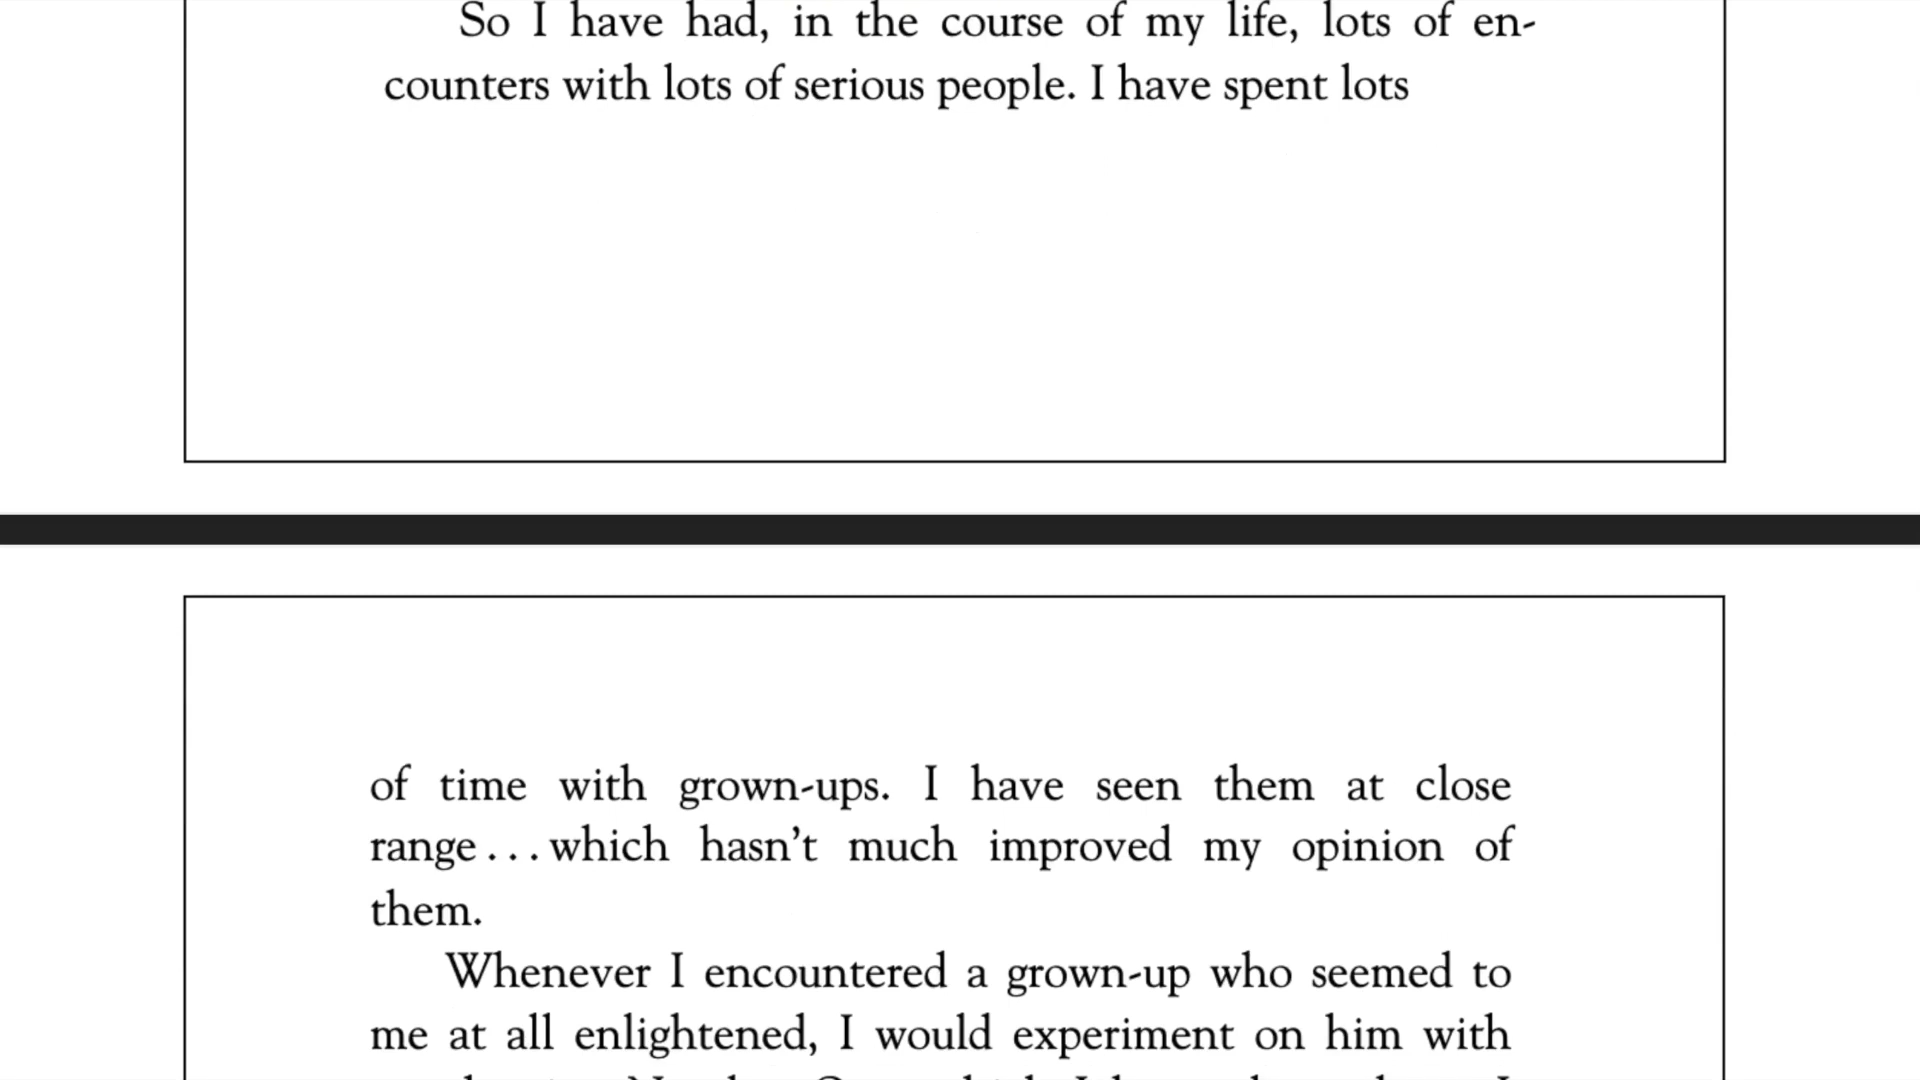 So I have had, in the course of my life, lots of en-
counters with lots of serious people. I have spent lots
of time with grown-ups. I have seen them at close
range . . . which hasn’t much improved my opinion of
them.
Whenever I encountered a grown-up who seemed to
me at all enlightened, I would experiment on him with